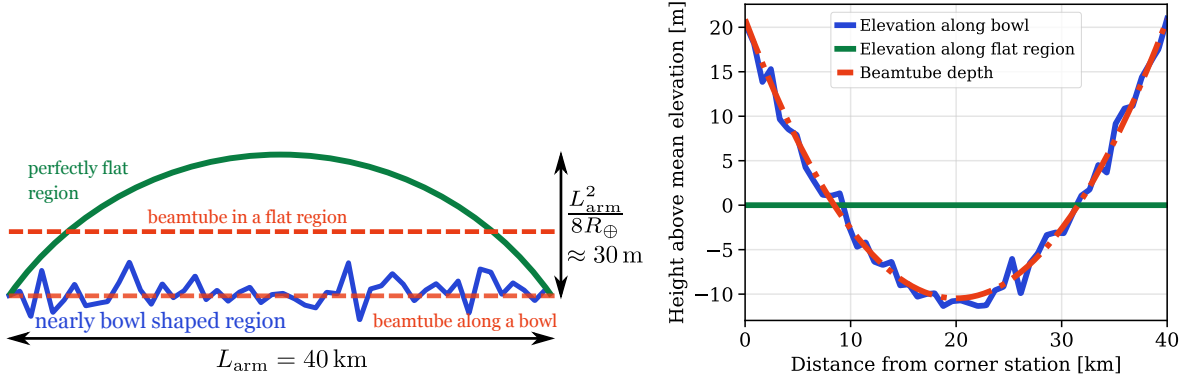 perfectly flat
region
beamtube in a flat region
L²_arm
8R⊕
≈ 30 m
nearly bowl shaped region
beamtube along a bowl
L_arm = 40 km
Height above mean elevation [m]
20
15
10
5
0
−5
−10
Elevation along bowl
Elevation along flat region
Beamtube depth
0 10 20 30 40
Distance from corner station [km]